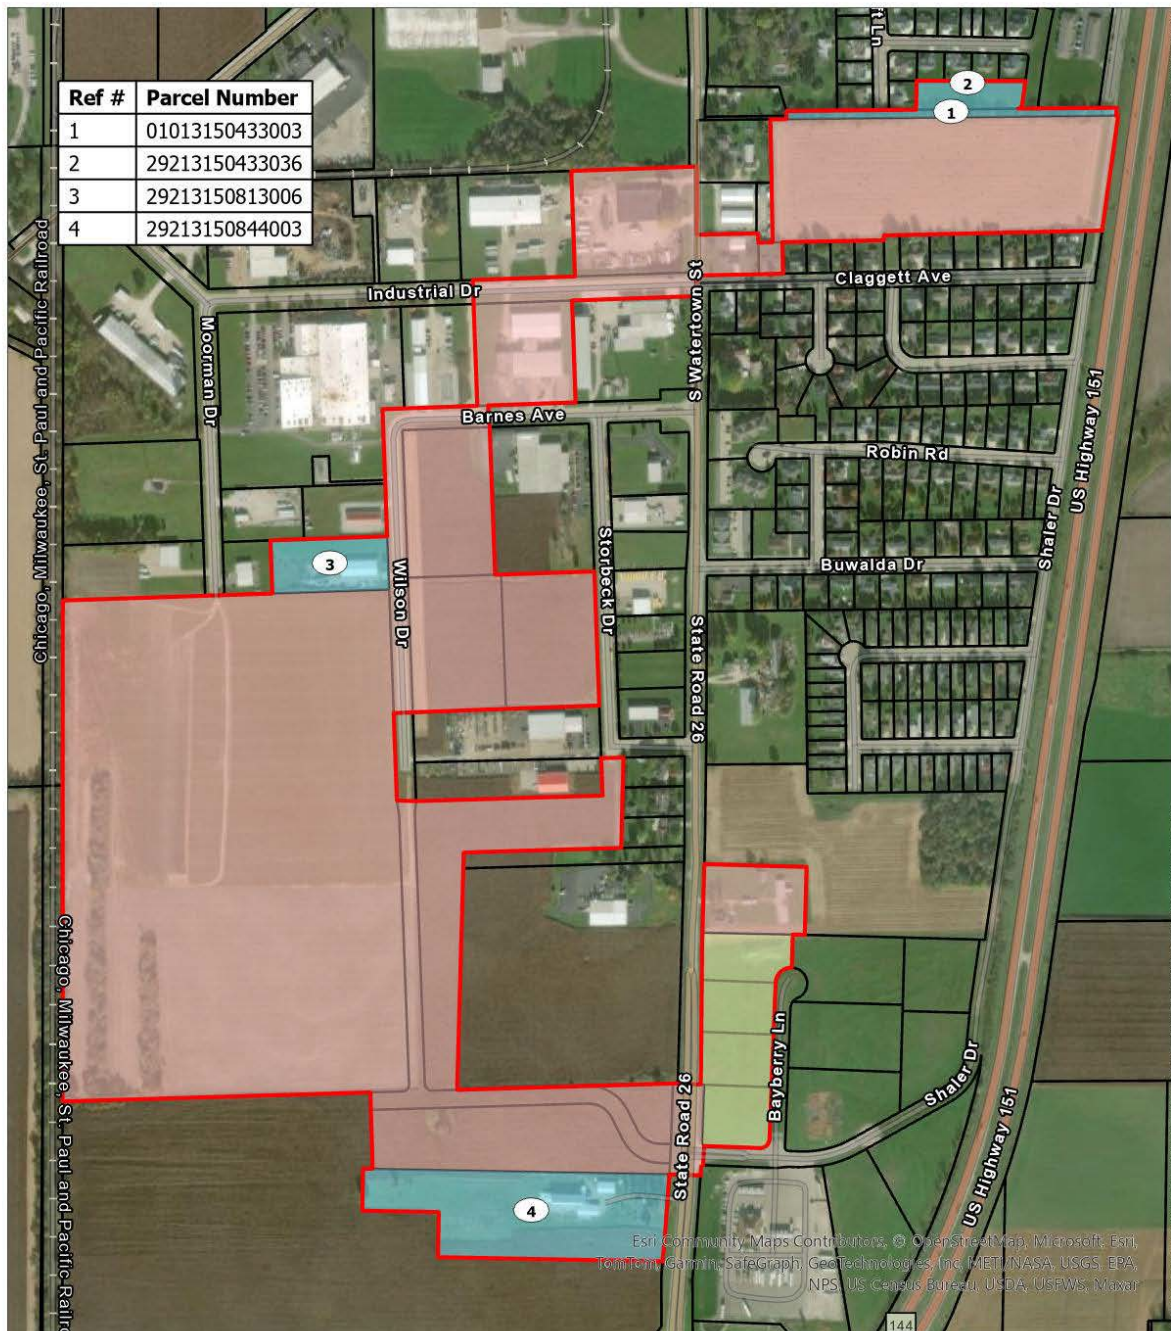 Ref # Parcel Number
1 01013150433003
2 29213150433036
3 29213150813006
4 29213150844003
2
1
Claggett Ave
Industrial Dr
S Watertown St
Moorman Dr
Chicago, Milwaukee, St. Paul and Pacific Railroad
Barnes Ave
Robin Rd
US Highway 151
Shaler Dr
Buwalda Dr
3
Wilson Dr
Storbeck Dr
State Road 26
Chicago, Milwaukee, St. Paul and Pacific Railro
Bayberry Ln
Shaler Dr
State Road 26
US Highway 151
4
Esri Community Maps Contributors, © OpenStreetMap, Microsoft, Esri,
TomTom, Garmin, SafeGraph, GeoTechnologies, Inc, METI/NASA, USGS, EPA,
NPS, US Census Bureau, USDA, USFWS, Maxar
144